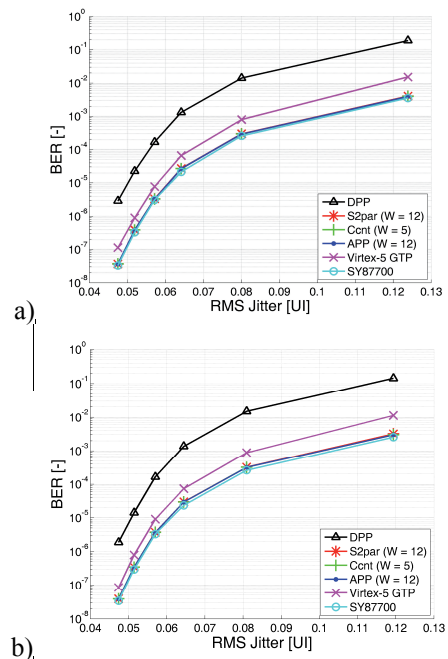 10^0
10^-1
10^-2
10^-3
10^-4
10^-5
10^-6
10^-7
10^-8
BER [-]
DPP
S2par (W = 12)
Ccnt (W = 5)
APP (W = 12)
Virtex-5 GTP
SY87700
0.04 0.05 0.06 0.07 0.08 0.09 0.1 0.11 0.12 0.13
RMS Jitter [UI]
a)
10^0
10^-1
10^-2
10^-3
10^-4
10^-5
10^-6
10^-7
10^-8
BER [-]
DPP
S2par (W = 12)
Ccnt (W = 5)
APP (W = 12)
Virtex-5 GTP
SY87700
0.04 0.05 0.06 0.07 0.08 0.09 0.1 0.11 0.12 0.13
RMS Jitter [UI]
b)